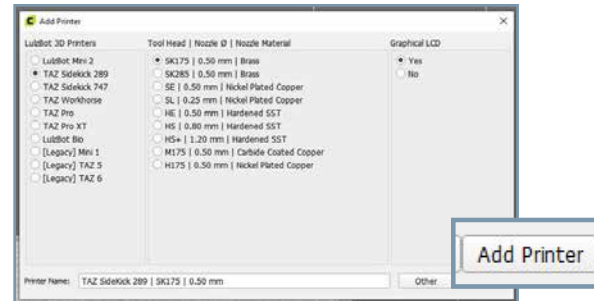 Add Printer
LulzBot 3D Printers
LulzBot Mini 2
TAZ Sidekick 289
TAZ Sidekick 747
TAZ Workhorse
TAZ Pro
TAZ Pro XT
LulzBot Bio
[Legacy] Mini 1
[Legacy] TAZ 5
[Legacy] TAZ 6
Tool Head | Nozzle Ø | Nozzle Material
SK175 | 0.50 mm | Brass
SK285 | 0.50 mm | Brass
SE | 0.50 mm | Nickel Plated Copper
SL | 0.25 mm | Nickel Plated Copper
HE | 0.50 mm | Hardened SST
HS | 0.80 mm | Hardened SST
HS+ | 1.20 mm | Hardened SST
M175 | 0.50 mm | Carbide Coated Copper
H175 | 0.50 mm | Nickel Plated Copper
Graphical LCD
Yes
No
Printer Name: TAZ SideKick 289 | SK175 | 0.50 mm
Other
Add Printer